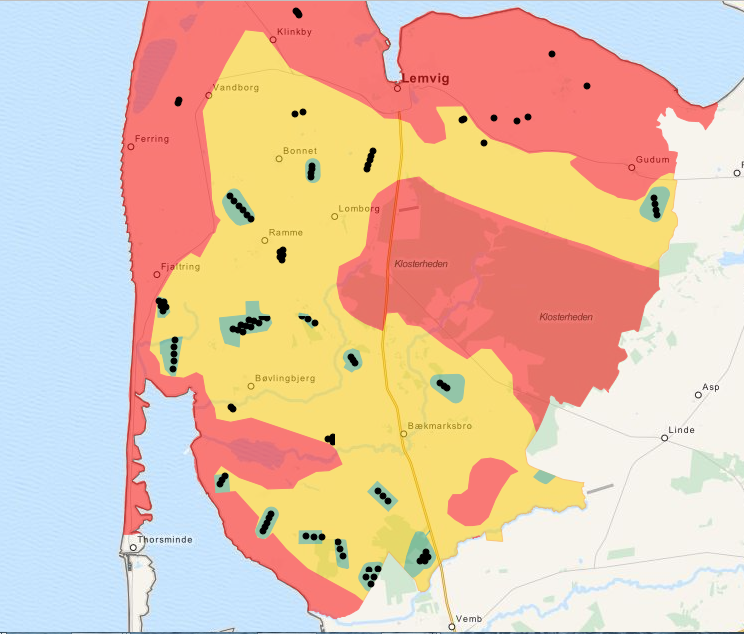 Klinkby
Lemvig
Vandborg
Ferring
Bonnet
Gudum
Lomborg
Ramme
Klosterheden
Fjaltring
Klosterheden
Bøvlingbjerg
Asp
Bækmarksbro
Linde
Thorsminde
Vemb